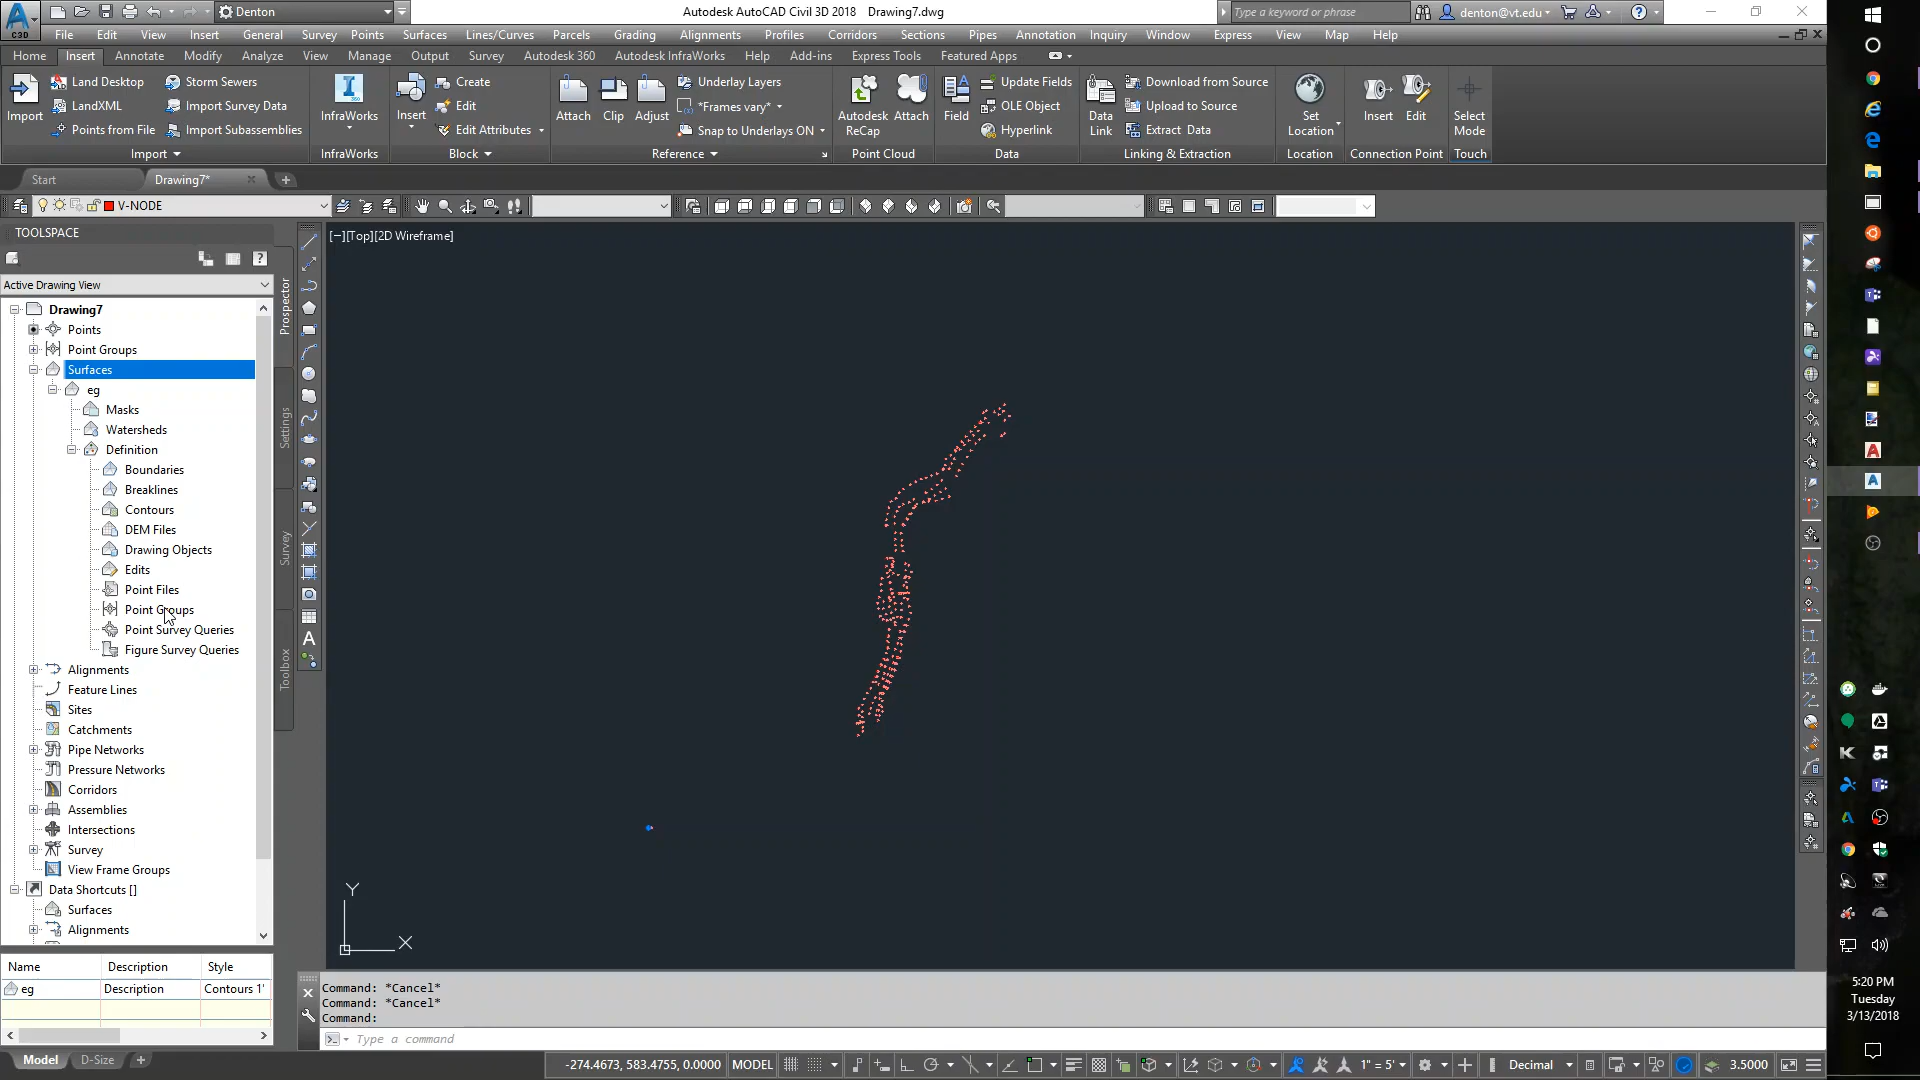 Denton
Autodesk AutoCAD Civil 3D 2018 Drawing7.dwg
Type a keyword or phrase
denton@vt.edu
C3D
File Edit View Insert General Survey Points Surfaces Lines/Curves Parcels Grading Alignments Profiles Corridors Sections Pipes Annotation Inquiry Window Express View Map Help
Home Insert Annotate Modify Analyze View Manage Output Survey Autodesk 360 Autodesk InfraWorks Help Add-ins Express Tools Featured Apps
Import
Land Desktop
LandXML
Points from File
Storm Sewers
Import Survey Data
Import Subassemblies
Import
InfraWorks
InfraWorks
Insert
Create
Edit
Edit Attributes
Block
Attach
Clip
Adjust
Underlay Layers
*Frames vary*
Snap to Underlays ON
Reference
Autodesk ReCap
Attach
Point Cloud
Field
Update Fields
OLE Object
Hyperlink
Data
Data Link
Download from Source
Upload to Source
Extract Data
Linking & Extraction
Set Location
Location
Insert
Edit
Connection Point
Select Mode
Touch
Start
Drawing7*
V-NODE
TOOLSPACE
[−][Top][2D Wireframe]
Active Drawing View
Drawing7
Points
Point Groups
Surfaces
eg
Masks
Watersheds
Definition
Boundaries
Breaklines
Contours
DEM Files
Drawing Objects
Edits
Point Files
Point Groups
Point Survey Queries
Figure Survey Queries
Alignments
Feature Lines
Sites
Catchments
Pipe Networks
Pressure Networks
Corridors
Assemblies
Intersections
Survey
View Frame Groups
Data Shortcuts []
Surfaces
Alignments
Prospector
Settings
Survey
Toolbox
Y
X
Name Description Style
eg Description Contours 1'
Command: *Cancel*
Command: *Cancel*
Command:
Type a command
Model
D-Size
-274.4673, 583.4755, 0.0000
MODEL
1" = 5'
Decimal
3.5000
5:20 PM
Tuesday
3/13/2018